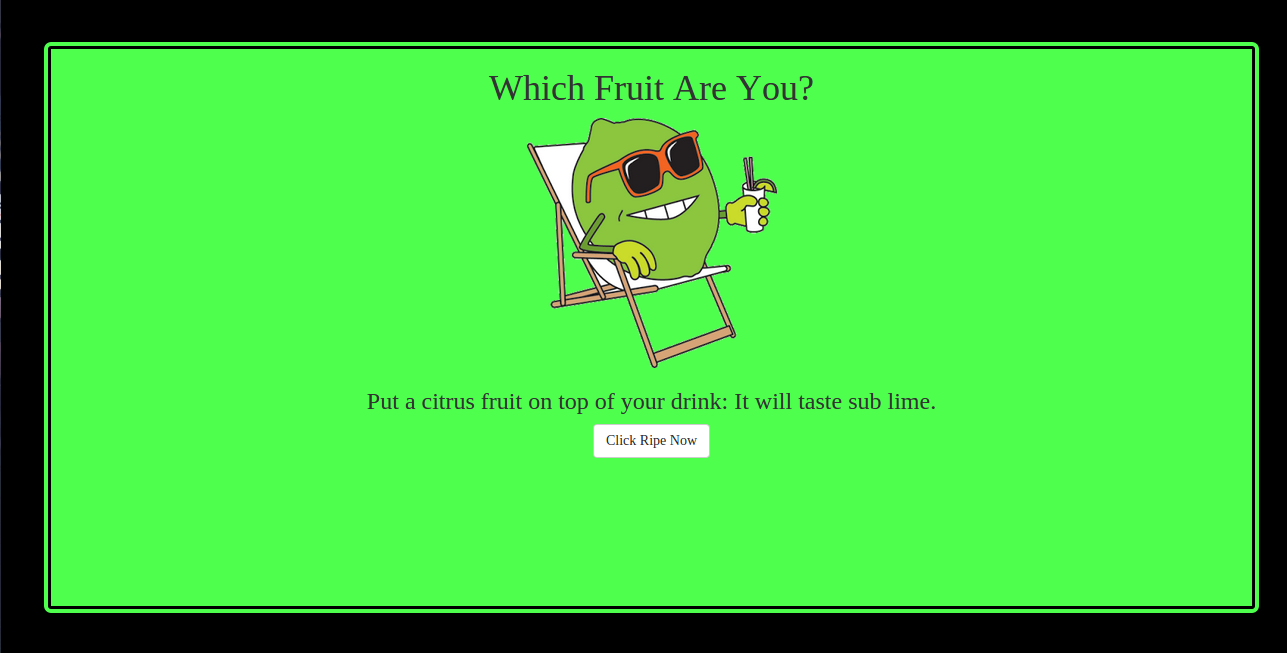 Which Fruit Are You?
Put a citrus fruit on top of your drink: It will taste sub lime.
Click Ripe Now